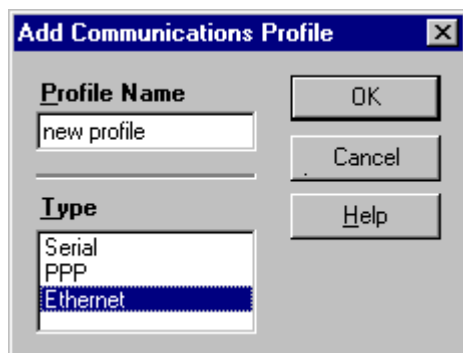 Add Communications Profile
Profile Name
new profile
OK
Cancel
Type
Serial
PPP
Ethernet
Help